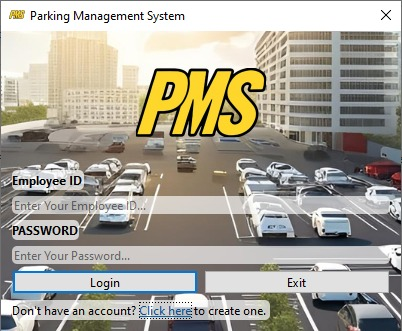 PMS Parking Management System
PMS
Employee ID
Enter Your Employee ID...
PASSWORD
Enter Your Password...
Login Exit
Don't have an account? Click here to create one.